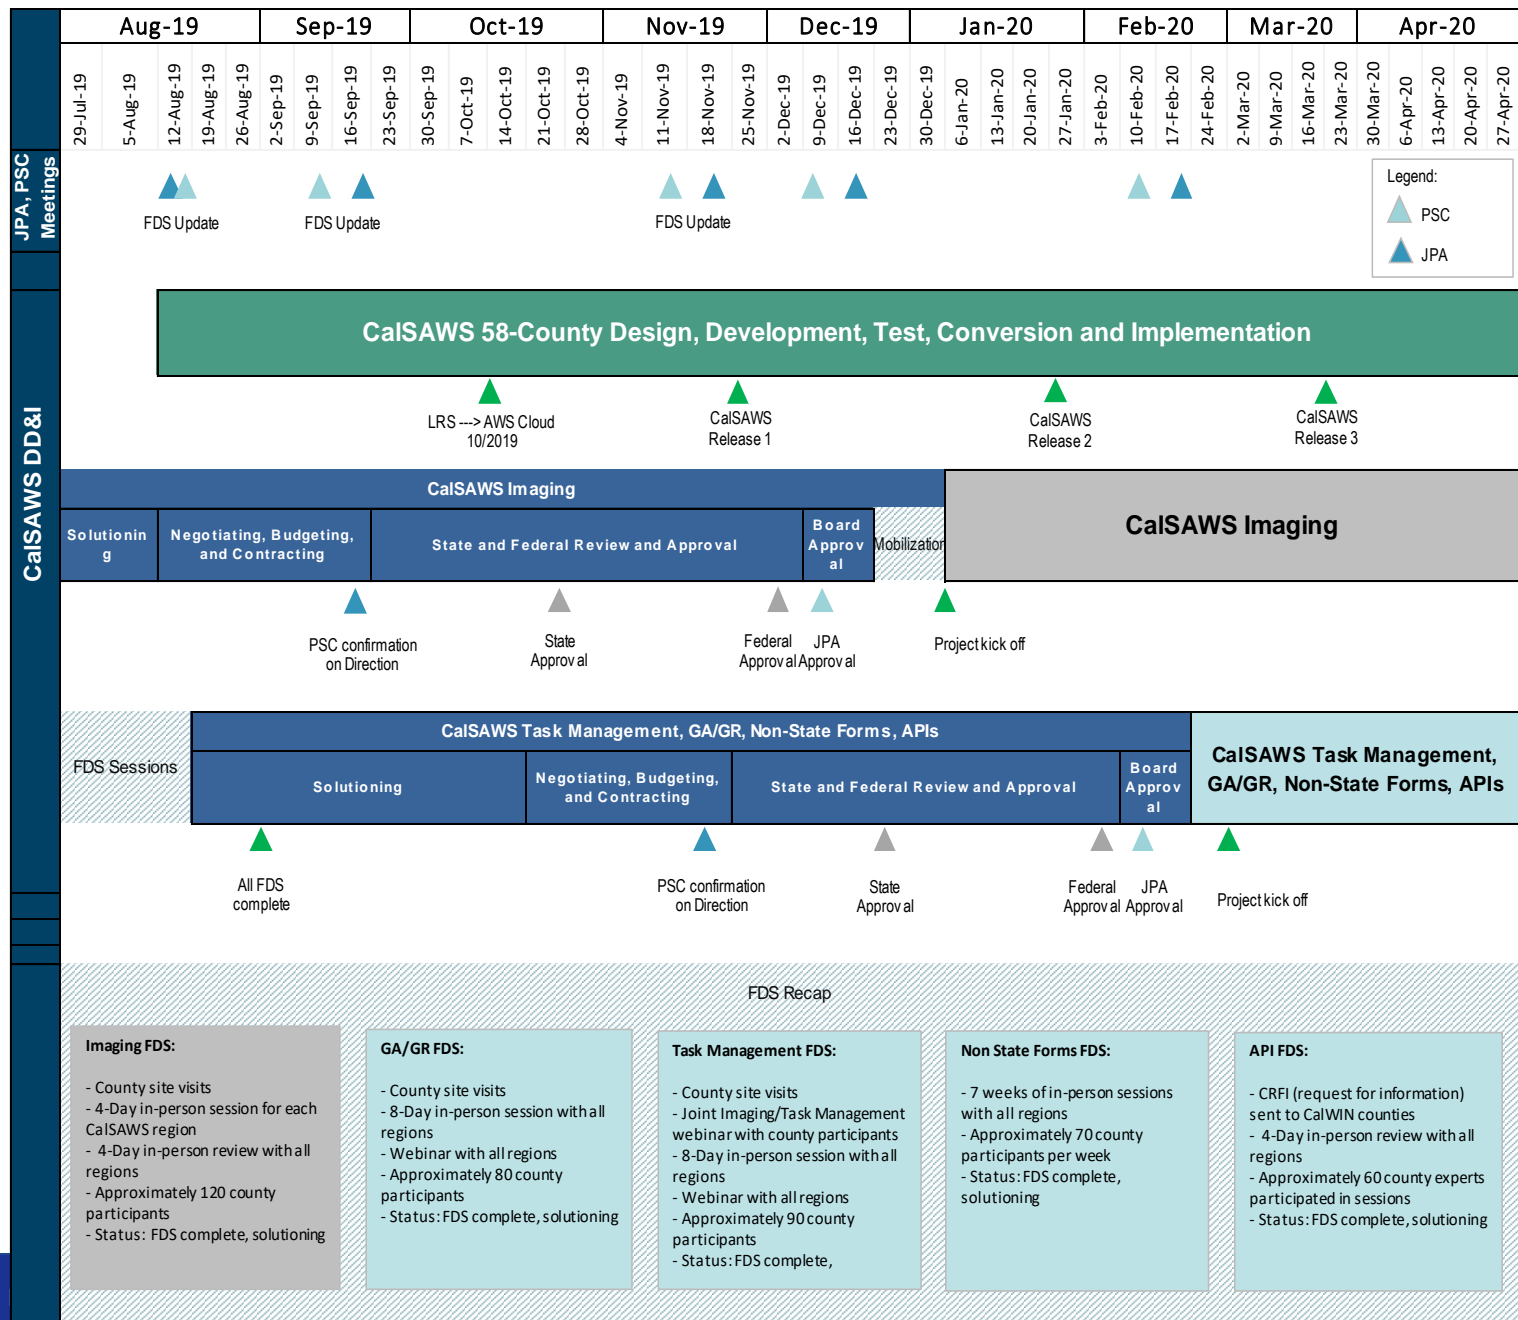 Aug-19 Sep-19 Oct-19 Nov-19 Dec-19 Jan-20 Feb-20 Mar-20 Apr-20
29-Jul-19 5-Aug-19 12-Aug-19 19-Aug-19 26-Aug-19 2-Sep-19 9-Sep-19 16-Sep-19 23-Sep-19 30-Sep-19 7-Oct-19 14-Oct-19 21-Oct-19 28-Oct-19 4-Nov-19 11-Nov-19 18-Nov-19 25-Nov-19 2-Dec-19 9-Dec-19 16-Dec-19 23-Dec-19 30-Dec-19 6-Jan-20 13-Jan-20 20-Jan-20 27-Jan-20 3-Feb-20 10-Feb-20 17-Feb-20 24-Feb-20 2-Mar-20 9-Mar-20 16-Mar-20 23-Mar-20 30-Mar-20 6-Apr-20 13-Apr-20 20-Apr-20 27-Apr-20
JPA, PSC
Meetings
FDS Update
FDS Update
FDS Update
Legend:
PSC
JPA
CalSAWS DD&I
CalSAWS 58-County Design, Development, Test, Conversion and Implementation
LRS ---> AWS Cloud
10/2019
CalSAWS
Release 1
CalSAWS
Release 2
CalSAWS
Release 3
CalSAWS Imaging
Solutionin
g
Negotiating, Budgeting,
and Contracting
State and Federal Review and Approval
Board
Approv
al
Mobilization
CalSAWS Imaging
PSC confirmation
on Direction
State
Approval
Federal
Approval
JPA
Approval
Project kick off
FDS Sessions
CalSAWS Task Management, GA/GR, Non-State Forms, APIs
Solutioning
Negotiating, Budgeting,
and Contracting
State and Federal Review and Approval
Board
Approv
al
CalSAWS Task Management,
GA/GR, Non-State Forms, APIs
All FDS
complete
PSC confirmation
on Direction
State
Approval
Federal
Approval
JPA
Approval
Project kick off
FDS Recap
Imaging FDS:
- County site visits
- 4-Day in-person session for each
CalSAWS region
- 4-Day in-person review with all
regions
- Approximately 120 county
participants
- Status: FDS complete, solutioning
GA/GR FDS:
- County site visits
- 8-Day in-person session with all
regions
- Webinar with all regions
- Approximately 80 county
participants
- Status: FDS complete, solutioning
Task Management FDS:
- County site visits
- Joint Imaging/Task Management
webinar with county participants
- 8-Day in-person session with all
regions
- Webinar with all regions
- Approximately 90 county
participants
- Status: FDS complete,
Non State Forms FDS:
- 7 weeks of in-person sessions
with all regions
- Approximately 70 county
participants per week
- Status: FDS complete,
solutioning
API FDS:
- CRFI (request for information)
sent to CalWIN counties
- 4-Day in-person review with all
regions
- Approximately 60 county experts
participated in sessions
- Status: FDS complete, solutioning